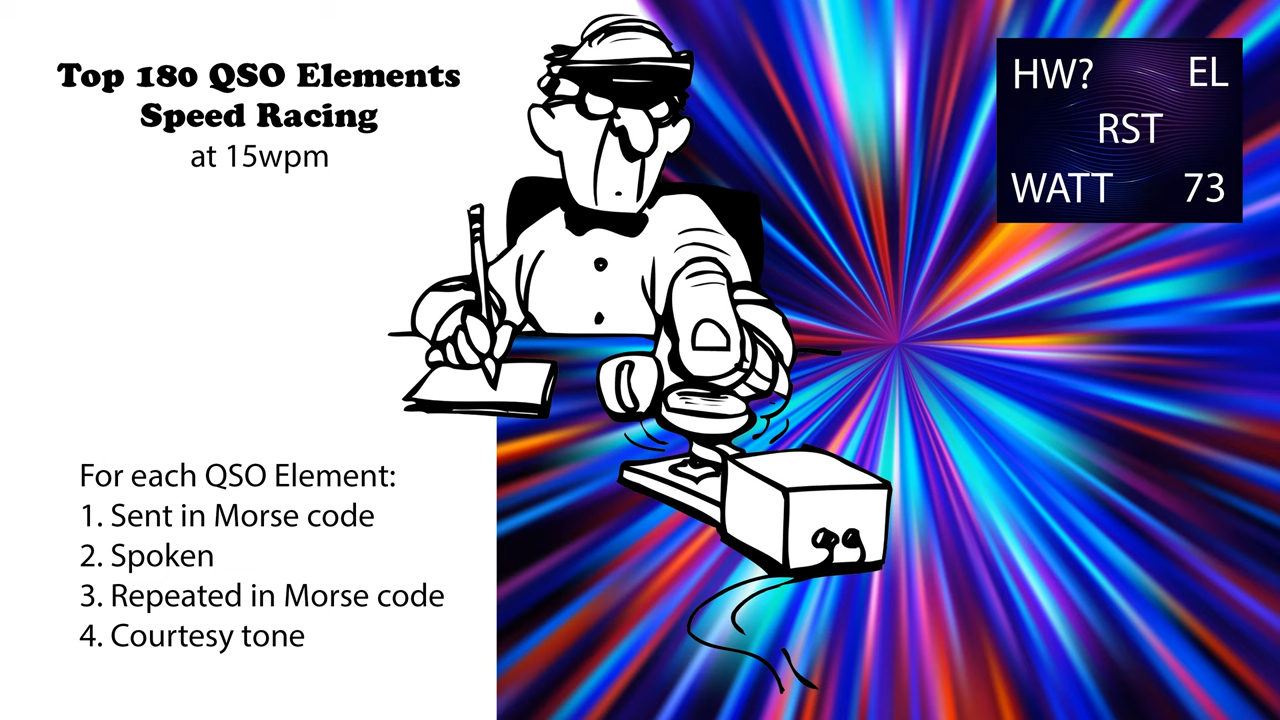 Top 180 QSO Elements
Speed Racing
at 15wpm
HW? EL
RST
WATT 73
For each QSO Element:
1. Sent in Morse code
2. Spoken
3. Repeated in Morse code
4. Courtesy tone